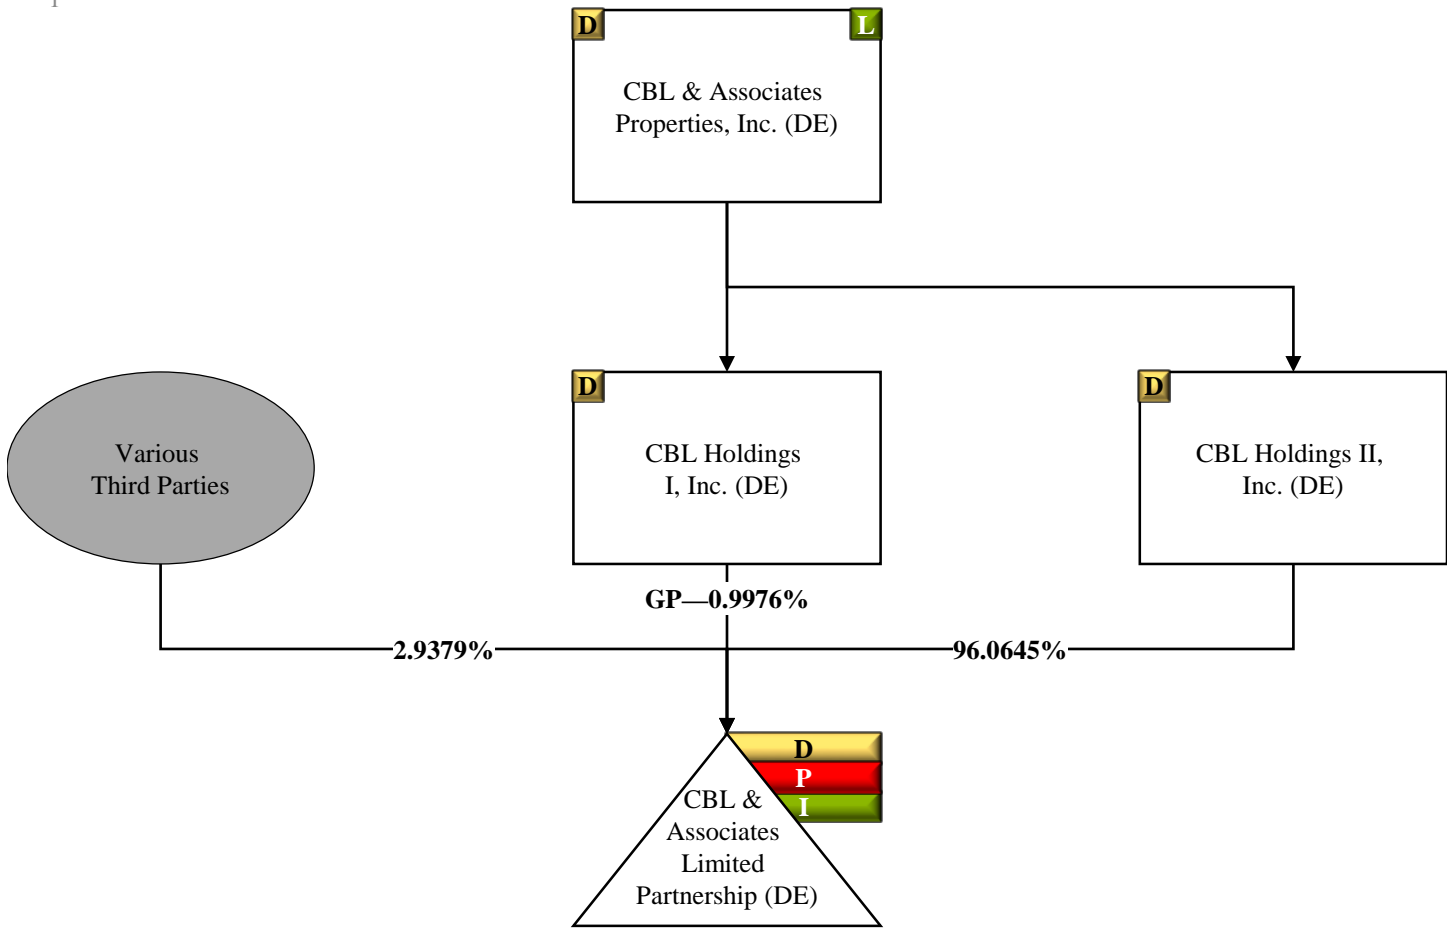 D
L
CBL & Associates
Properties, Inc. (DE)
Various
Third Parties
D
CBL Holdings
I, Inc. (DE)
D
CBL Holdings II,
Inc. (DE)
GP—0.9976%
2.9379%
96.0645%
D
P
I
CBL &
Associates
Limited
Partnership (DE)